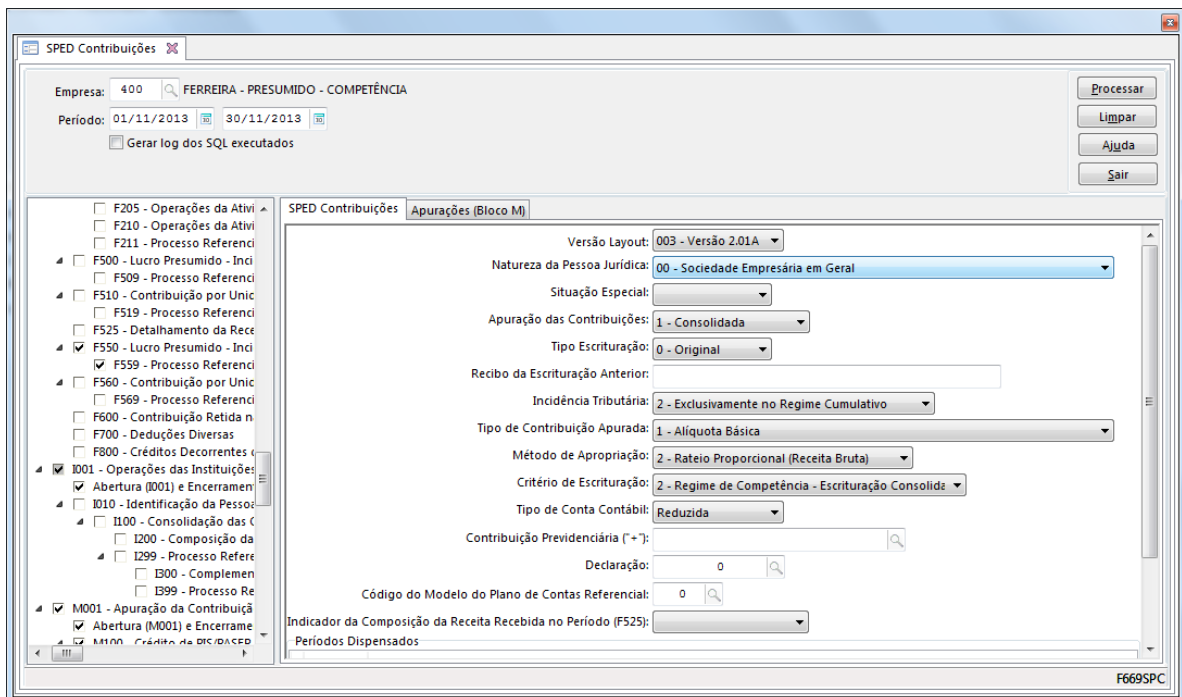 SPED Contribuições
Empresa: 400 FERREIRA - PRESUMIDO - COMPETÊNCIA
Período: 01/11/2013 30/11/2013
Gerar log dos SQL executados
Processar
Limpar
Ajuda
Sair
F205 - Operações da Ativi
F210 - Operações da Ativi
F211 - Processo Referenci
F500 - Lucro Presumido - Inci
F509 - Processo Referenci
F510 - Contribuição por Unic
F519 - Processo Referenci
F525 - Detalhamento da Rece
F550 - Lucro Presumido - Inci
F559 - Processo Referenci
F560 - Contribuição por Unic
F569 - Processo Referenci
F600 - Contribuição Retida n
F700 - Deduções Diversas
F800 - Créditos Decorrentes
I001 - Operações das Instituições
Abertura (I001) e Encerramen
I010 - Identificação da Pessoa
I100 - Consolidação das
I200 - Composição da
I299 - Processo Refere
I300 - Complemen
I399 - Processo Re
M001 - Apuração da Contribuiçã
Abertura (M001) e Encerrame
M100 - Crédito de PIS/PASEP
SPED Contribuições Apurações (Bloco M)
Versão Layout: 003 - Versão 2.01A
Natureza da Pessoa Jurídica: 00 - Sociedade Empresária em Geral
Situação Especial:
Apuração das Contribuições: 1 - Consolidada
Tipo Escrituração: 0 - Original
Recibo da Escrituração Anterior:
Incidência Tributária: 2 - Exclusivamente no Regime Cumulativo
Tipo de Contribuição Apurada: 1 - Alíquota Básica
Método de Apropriação: 2 - Rateio Proporcional (Receita Bruta)
Critério de Escrituração: 2 - Regime de Competência - Escrituração Consolida
Tipo de Conta Contábil: Reduzida
Contribuição Previdenciária ("+"):
Declaração: 0
Código do Modelo do Plano de Contas Referencial: 0
Indicador da Composição da Receita Recebida no Período (F525):
Períodos Dispensados
F669SPC